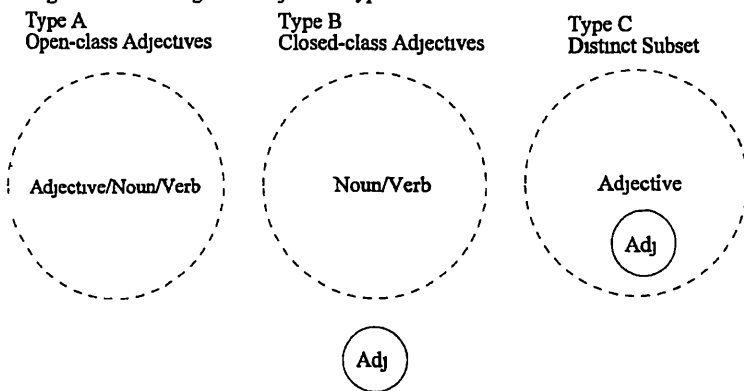 Type A
Open-class Adjectives
Type B
Closed-class Adjectives
Type C
Distinct Subset
Adjective/Noun/Verb
Noun/Verb
Adjective
Adj
Adj